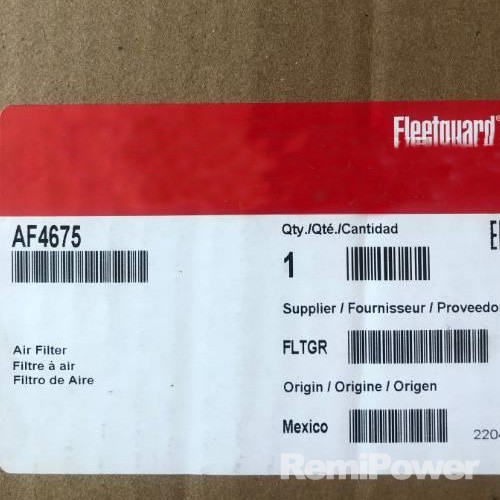 Fleetguard®
AF4675
Qty./Qté./Cantidad
1
Supplier / Fournisseur / Proveedo
Air Filter
Filtre à air
Filtro de Aire
FLTGR
Origin / Origine / Origen
Mexico
2204
RemiPower